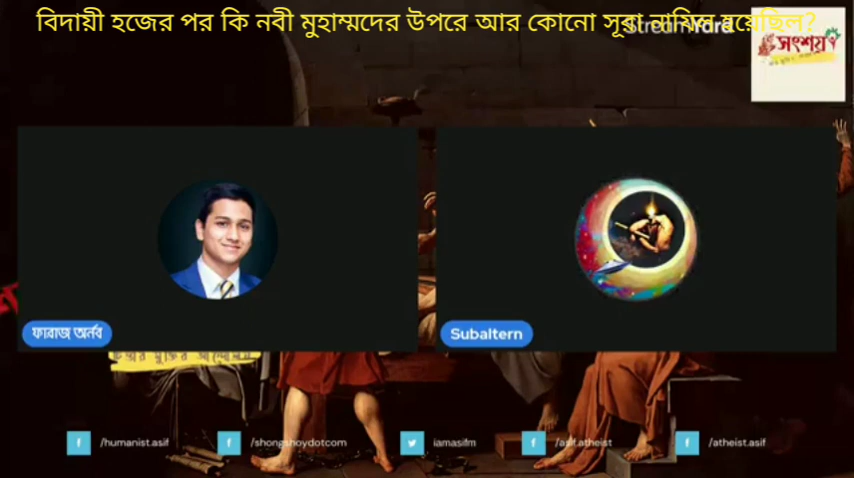 বিদায়ী হজের পর কি নবী মুহাম্মদের উপরে আর কোনো সূরা নাযিল হয়েছিল?
StreamYard
সংশয়
ফারাজ অর্নব
Subaltern
/humanist.asif
/shongshoydotcom
iamasifm
/asif.atheist
/atheist.asif